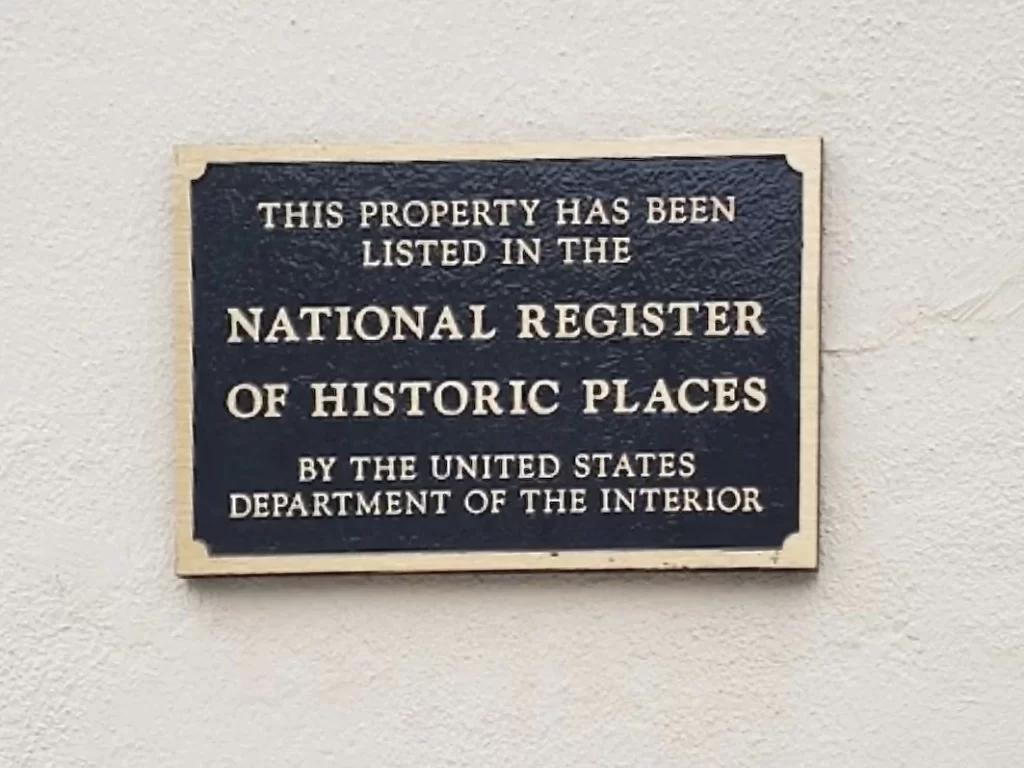 THIS PROPERTY HAS BEEN
LISTED IN THE
NATIONAL REGISTER
OF HISTORIC PLACES
BY THE UNITED STATES
DEPARTMENT OF THE INTERIOR